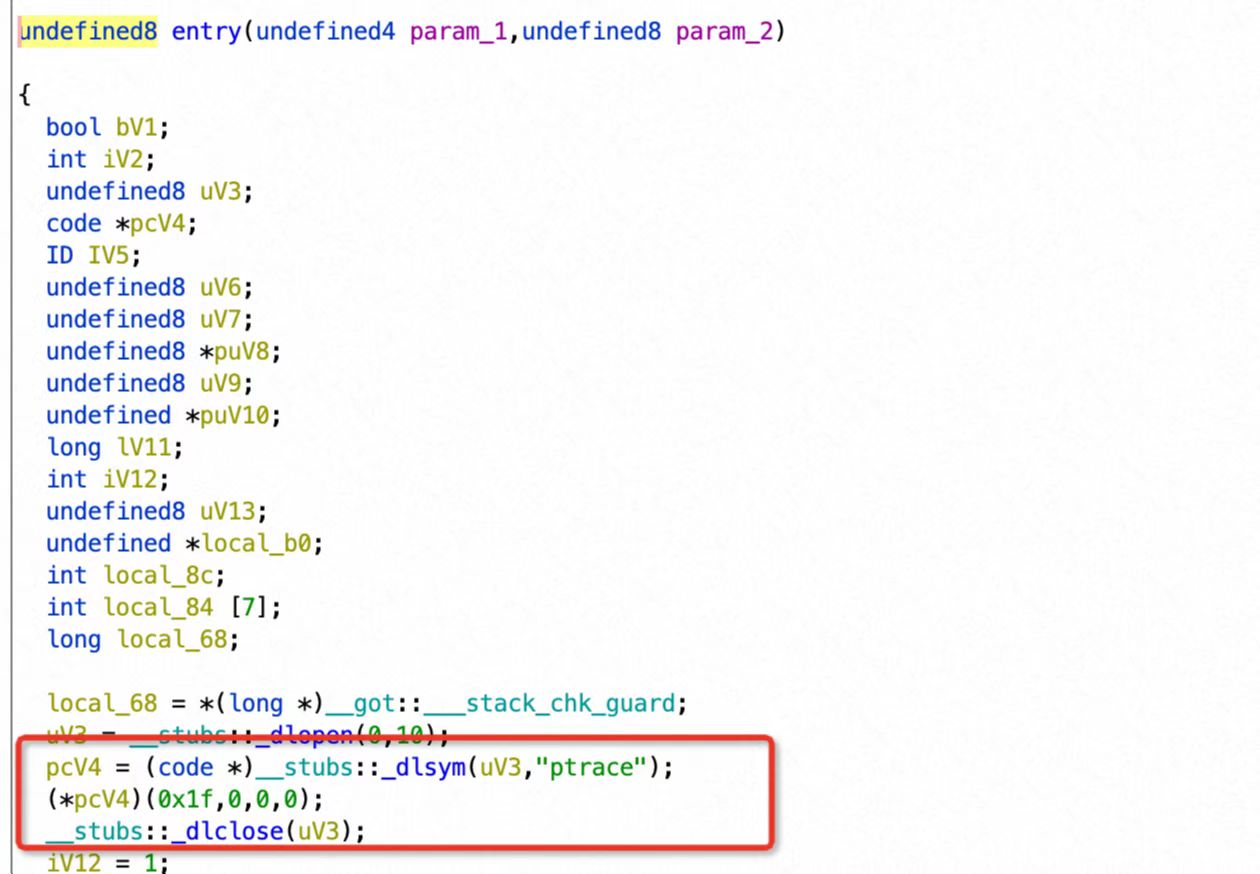 undefined8 entry(undefined4 param_1,undefined8 param_2)
{
bool bV1;
int iV2;
undefined8 uV3;
code *pcV4;
ID IV5;
undefined8 uV6;
undefined8 uV7;
undefined8 *puV8;
undefined8 uV9;
undefined *puV10;
long lV11;
int iV12;
undefined8 uV13;
undefined *local_b0;
int local_8c;
int local_84 [7];
long local_68;
local_68 = *(long *)__got::___stack_chk_guard;
uV3 = __stubs::_dlopen(0,10);
pcV4 = (code *)__stubs::_dlsym(uV3,"ptrace");
(*pcV4)(0x1f,0,0,0);
__stubs::_dlclose(uV3);
iV12 = 1;